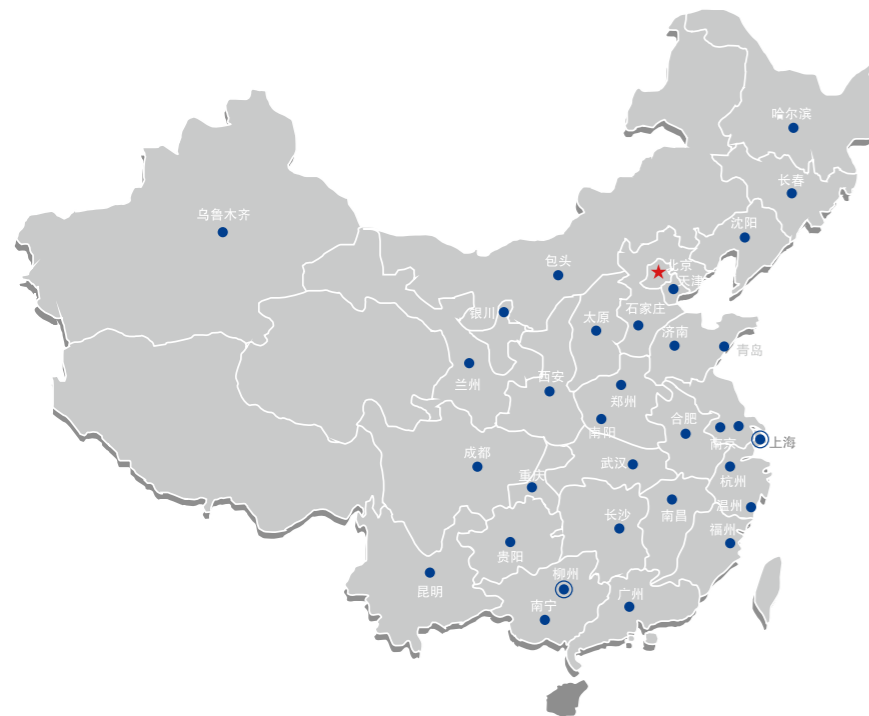 哈尔滨
长春
乌鲁木齐
沈阳
包头
北京
天津
银川
太原
石家庄
济南
青岛
兰州
西安
郑州
合肥
南阳
南京
上海
成都
武汉
重庆
杭州
温州
长沙
南昌
福州
贵阳
柳州
昆明
南宁
广州